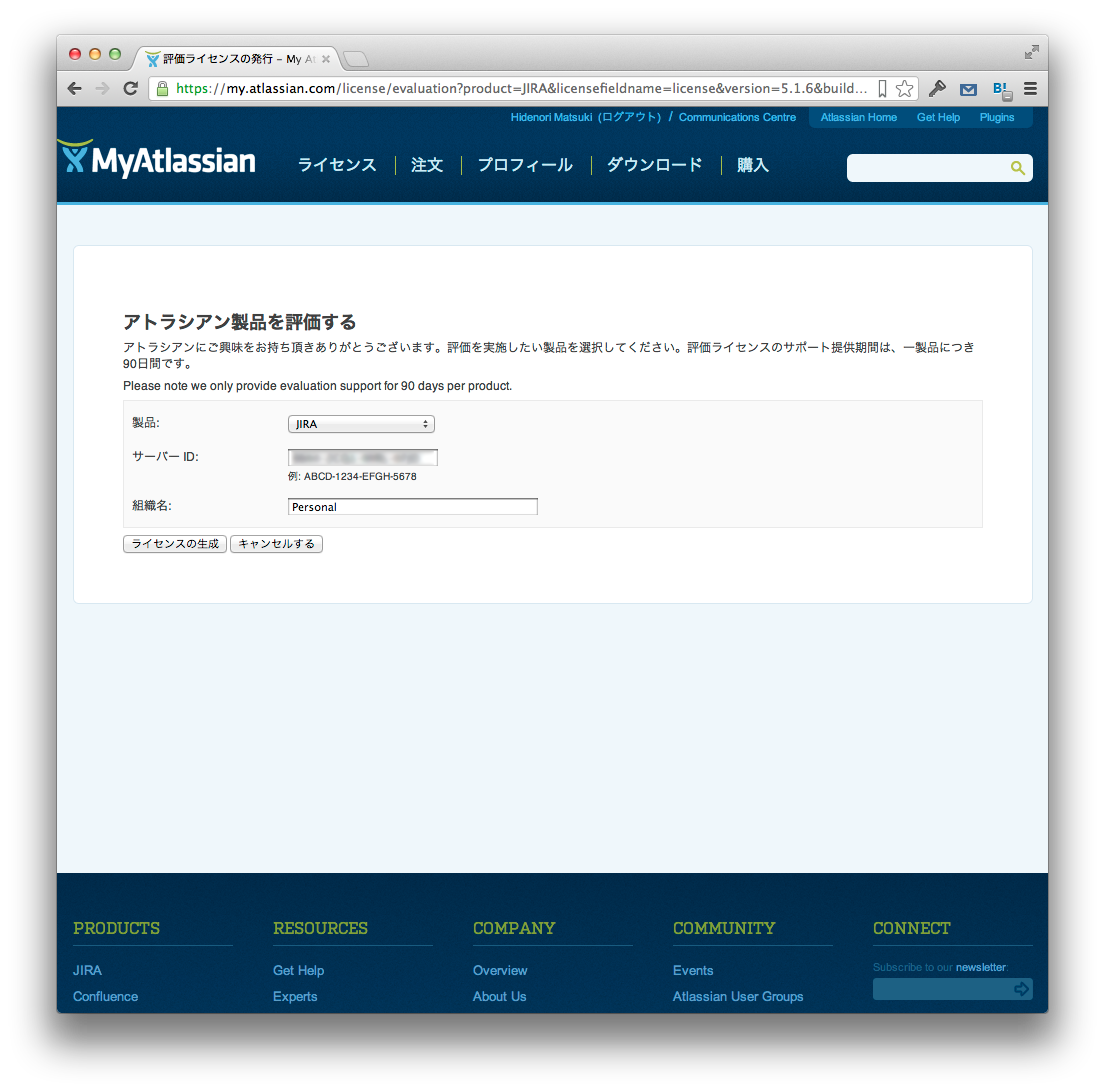 評価ライセンスの発行 – My At
https://my.atlassian.com/license/evaluation?product=JIRA&licensefieldname=license&version=5.1.6&build...
B!
Hidenori Matsuki (ログアウト) / Communications Centre Atlassian Home Get Help Plugins
MyAtlassian ライセンス 注文 プロフィール ダウンロード 購入
アトラシアン製品を評価する
アトラシアンにご興味をお持ち頂きありがとうございます。評価を実施したい製品を選択してください。評価ライセンスのサポート提供期間は、一製品につき
90日間です。
Please note we only provide evaluation support for 90 days per product.
製品: JIRA
サーバー ID:
例: ABCD-1234-EFGH-5678
組織名: Personal
ライセンスの生成 キャンセルする
PRODUCTS RESOURCES COMPANY COMMUNITY CONNECT
JIRA Get Help Overview Events Subscribe to our newsletter:
Confluence Experts About Us Atlassian User Groups